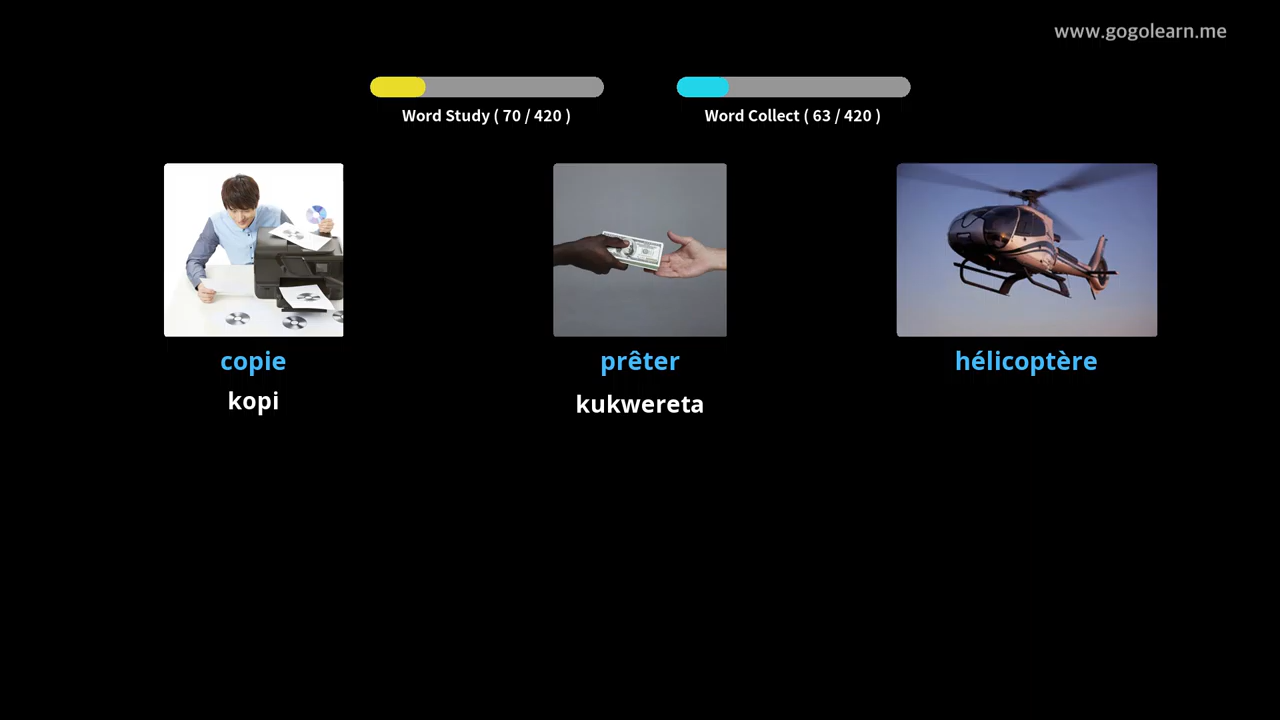 www.gogolearn.me
Word Study ( 70 / 420 )
Word Collect ( 63 / 420 )
copie
prêter
hélicoptère
kopi
kukwereta